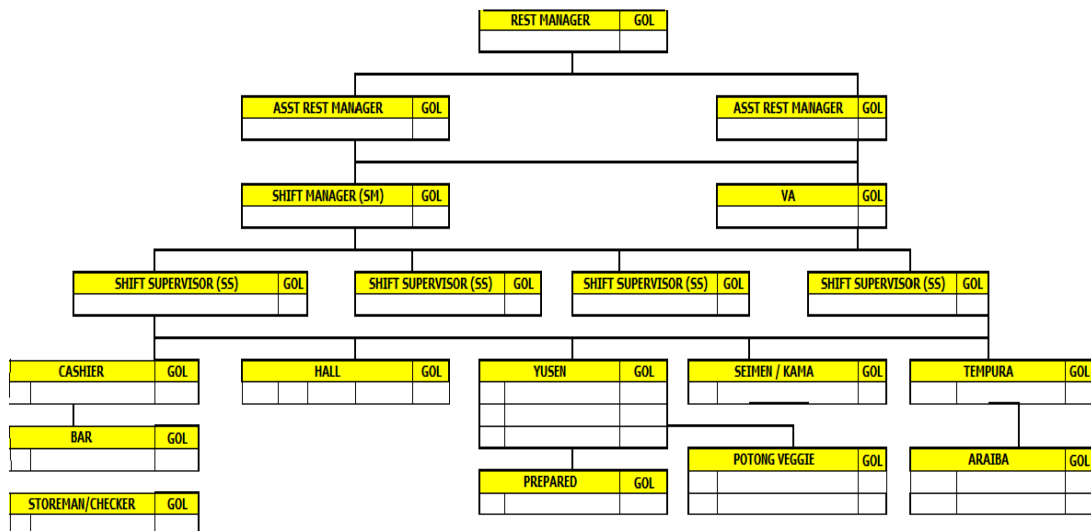 REST MANAGER GOL
ASST REST MANAGER GOL ASST REST MANAGER GOL
SHIFT MANAGER (SM) GOL VA GOL
SHIFT SUPERVISOR (SS) GOL SHIFT SUPERVISOR (SS) GOL SHIFT SUPERVISOR (SS) GOL SHIFT SUPERVISOR (SS) GOL
CASHIER GOL HALL GOL YUSEN GOL SEIMEN / KAMA GOL TEMPURA GOL
BAR GOL
POTONG VEGGIE GOL ARAIBA GOL
PREPARED GOL
STOREMAN/CHECKER GOL